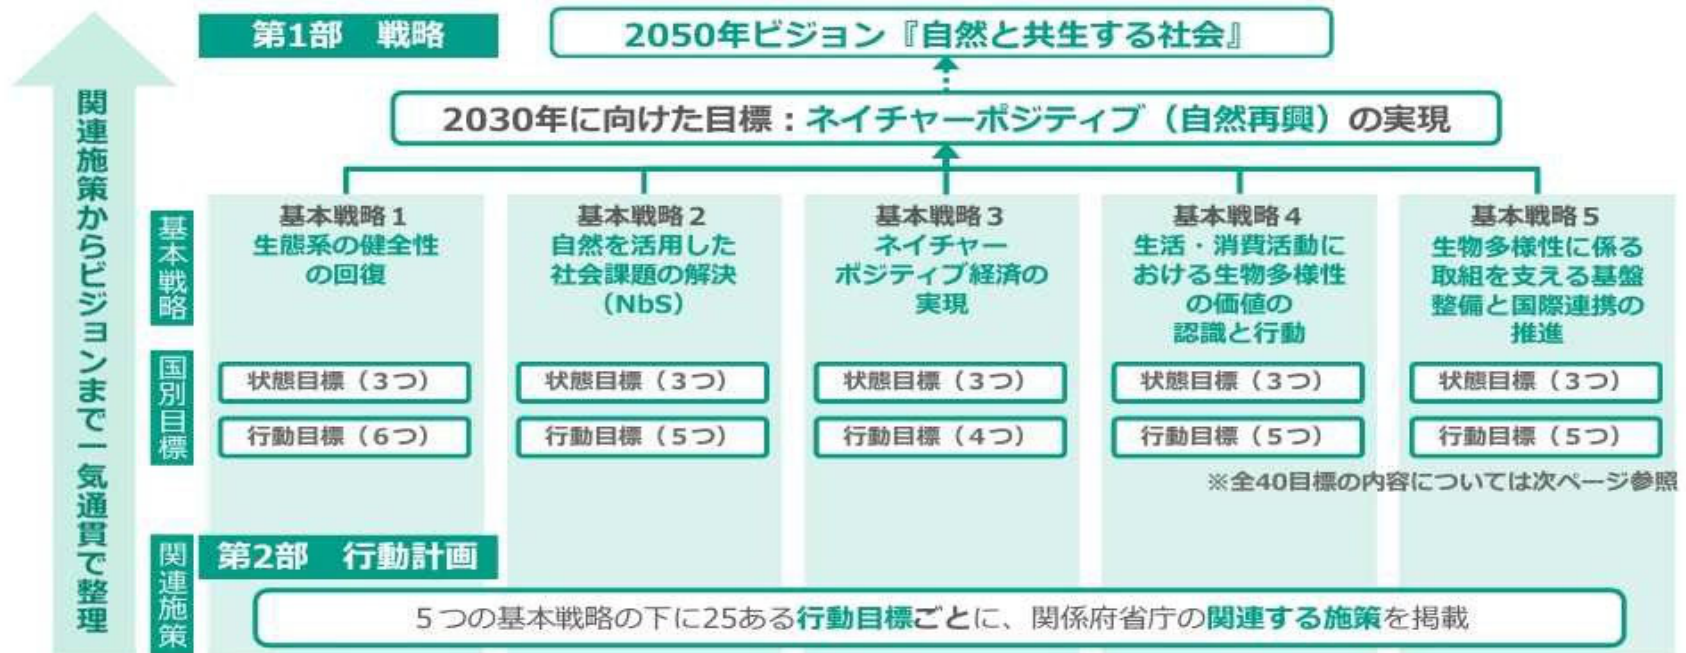 第1部　戦略
2050年ビジョン『自然と共生する社会』
2030年に向けた目標：ネイチャーポジティブ（自然再興）の実現
関連施策からビジョンまで一気通貫で整理
基本戦略
基本戦略１
生態系の健全性
の回復
基本戦略２
自然を活用した
社会課題の解決
（NbS）
基本戦略３
ネイチャー
ポジティブ経済の
実現
基本戦略４
生活・消費活動に
おける生物多様性
の価値の
認識と行動
基本戦略５
生物多様性に係る
取組を支える基盤
整備と国際連携の
推進
国別目標
状態目標（３つ）
状態目標（３つ）
状態目標（３つ）
状態目標（３つ）
状態目標（３つ）
行動目標（６つ）
行動目標（５つ）
行動目標（４つ）
行動目標（５つ）
行動目標（５つ）
※全40目標の内容については次ページ参照
関連施策
第2部　行動計画
５つの基本戦略の下に25ある行動目標ごとに、関係府省庁の関連する施策を掲載